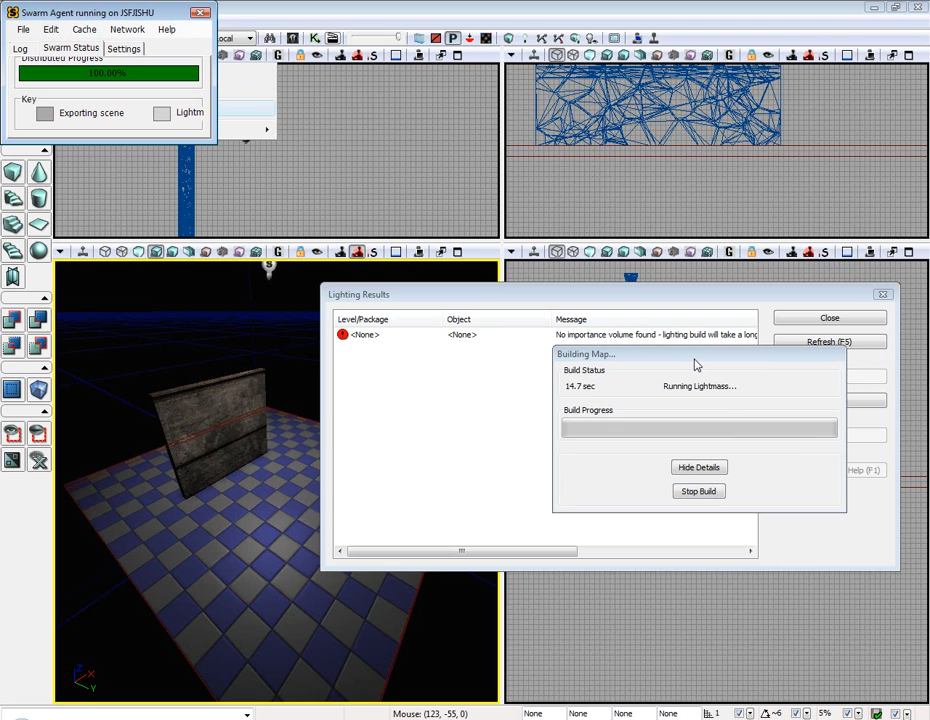 Swarm Agent running on JSFJISHU
File Edit Cache Network Help
Log Swarm Status Settings
Distributed Progress
100.00%
Key
Exporting scene Lightm
Local
P
G
G
S
G
S
G
S
S
Lighting Results
Level/Package Object Message
<None> <None> No importance volume found - lighting build will take a long
Close
Refresh (F5)
Building Map...
Build Status
14.7 sec Running Lightmass...
Build Progress
Hide Details
Help (F1)
Stop Build
Z
X
Y
Mouse: (123, -55, 0) None None None None 1 ~6 5%